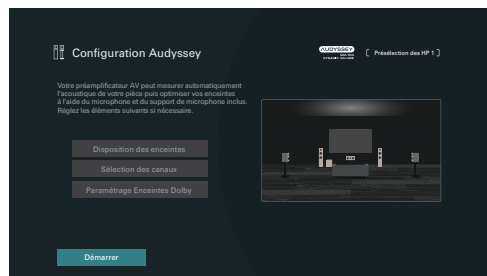 Configuration Audyssey
AUDYSSEY
[ Présélection des HP 1 ]
Votre préamplificateur AV peut mesurer automatiquement
l'acoustique de votre pièce puis optimiser vos enceintes
à l'aide du microphone et du support de microphone inclus.
Réglez les éléments suivants si nécessaire.
Disposition des enceintes
Sélection des canaux
Paramétrage Enceintes Dolby
Démarrer